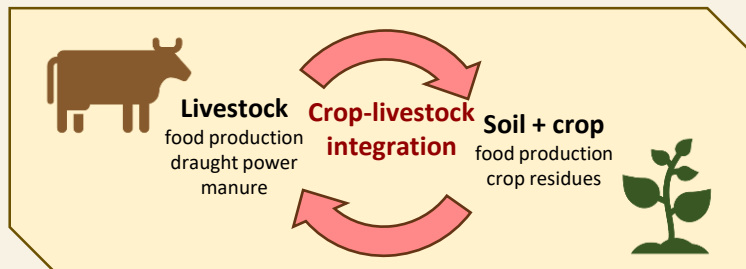 Livestock
food production
draught power
manure
Crop-livestock
integration
Soil + crop
food production
crop residues